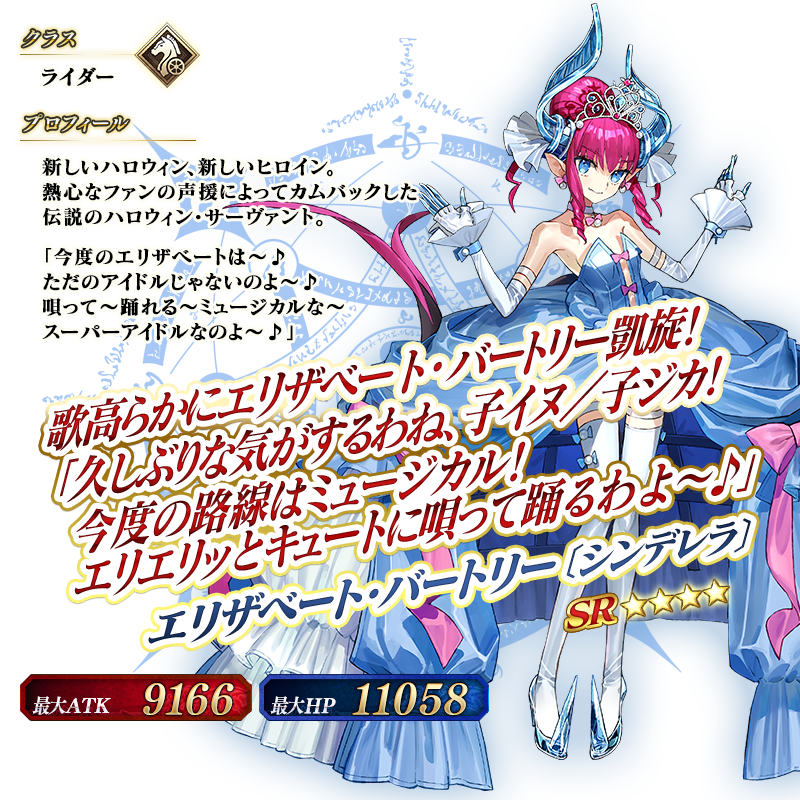 クラス
ライダー
プロフィール
新しいハロウィン、新しいヒロイン。
熱心なファンの声援によってカムバックした
伝説のハロウィン・サーヴァント。
「今度のエリザベートは～♪
ただのアイドルじゃないのよ～♪
唄って～踊れる～ミュージカルな～
スーパーアイドルなのよ～♪」
歌高らかにエリザベート・バートリー凱旋！
「久しぶりな気がするわね、子イヌ／子ジカ！
今度の路線はミュージカル！
エリエリッとキュートに唄って踊るわよ～♪」
エリザベート・バートリー〔シンデレラ〕
SR ★★★★
最大ATK 9166
最大HP 11058